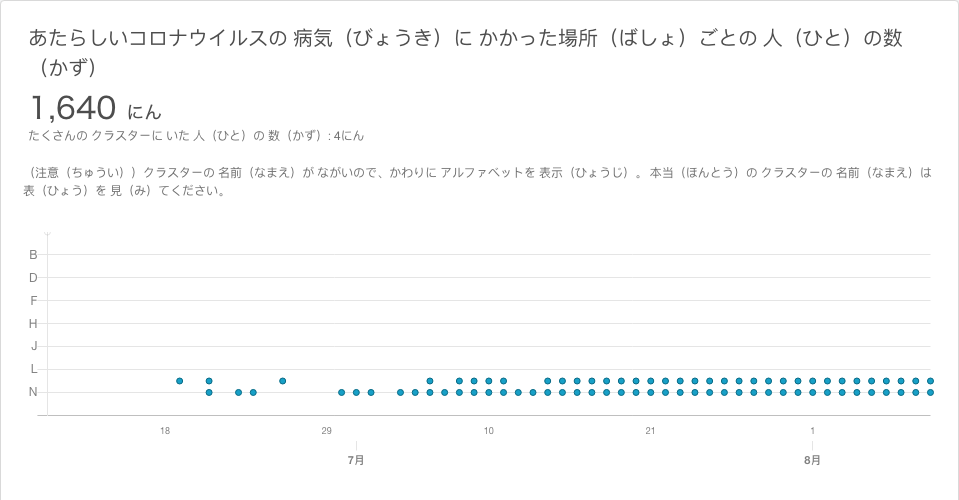 あたらしいコロナウイルスの 病気（びょうき）に かかった場所（ばしょ）ごとの 人（ひと）の数
（かず）
1,640 にん
たくさんの クラスターに いた 人（ひと）の 数（かず）: 4にん
（注意（ちゅうい））クラスターの 名前（なまえ）が ながいので、かわりに アルファベットを 表示（ひょうじ）。 本当（ほんとう）の クラスターの 名前（なまえ）は
表（ひょう）を 見（み）てください。
B
D
F
H
J
L
N
18 29 10 21 1
7月 8月